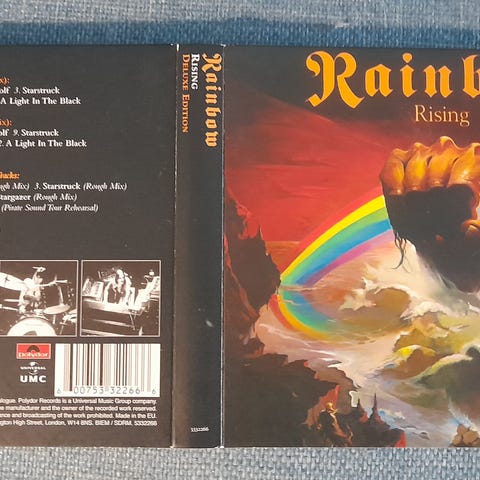 olf 3. Starstruck
A Light In The Black
olf 9. Starstruck
2. A Light In The Black
racks:
ugh Mix) 3. Starstruck (Rough Mix)
Stargazer (Rough Mix)
(Pirate Sound Tour Rehearsal)
polydor
UNIVERSAL
UMC
6 00753 32266 6
alogue. Polydor Records is a Universal Music Group company.
e manufacturer and the owner of the recorded work reserved.
ance and broadcasting of the work prohibited. Made in the EU.
ngton High Street, London, W14 8NS. BIEM / SDRM. 5332266
Rainbow
Rising
Deluxe Edition
5332266
Rainb
Rising